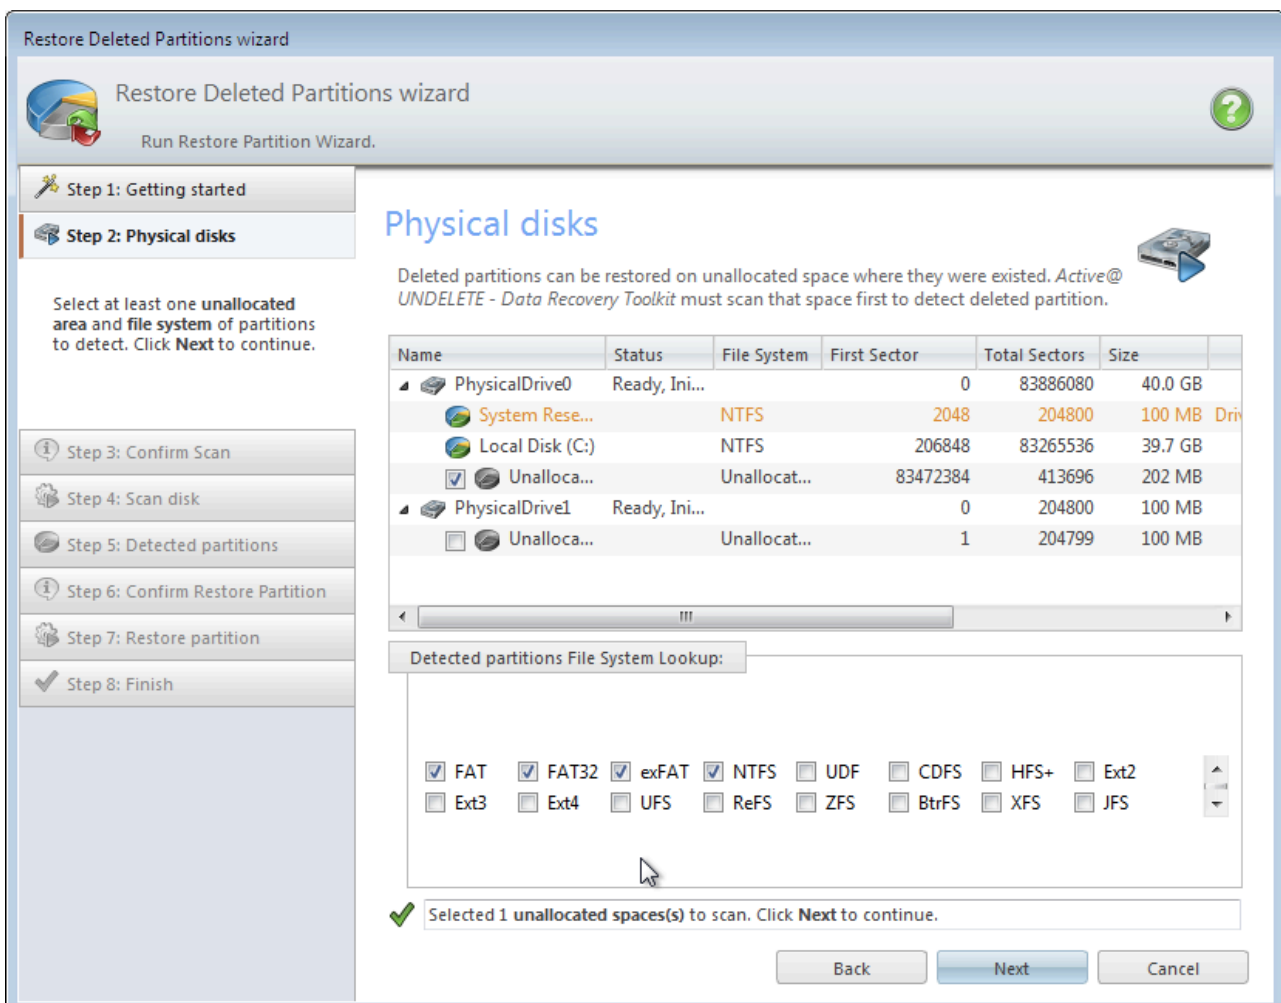 Restore Deleted Partitions wizard
Restore Deleted Partitions wizard
Run Restore Partition Wizard.
Step 1: Getting started
Step 2: Physical disks
Select at least one unallocated
area and file system of partitions
to detect. Click Next to continue.
Step 3: Confirm Scan
Step 4: Scan disk
Step 5: Detected partitions
Step 6: Confirm Restore Partition
Step 7: Restore partition
Step 8: Finish
Physical disks
Deleted partitions can be restored on unallocated space where they were existed. Active@
UNDELETE - Data Recovery Toolkit must scan that space first to detect deleted partition.
Name Status File System First Sector Total Sectors Size
PhysicalDrive0 Ready, Ini... 0 83886080 40.0 GB
System Rese... NTFS 2048 204800 100 MB Driv
Local Disk (C:) NTFS 206848 83265536 39.7 GB
Unalloca... Unallocat... 83472384 413696 202 MB
PhysicalDrive1 Ready, Ini... 0 204800 100 MB
Unalloca... Unallocat... 1 204799 100 MB
Detected partitions File System Lookup:
FAT FAT32 exFAT NTFS UDF CDFS HFS+ Ext2
Ext3 Ext4 UFS ReFS ZFS BtrFS XFS JFS
Selected 1 unallocated spaces(s) to scan. Click Next to continue.
Back Next Cancel